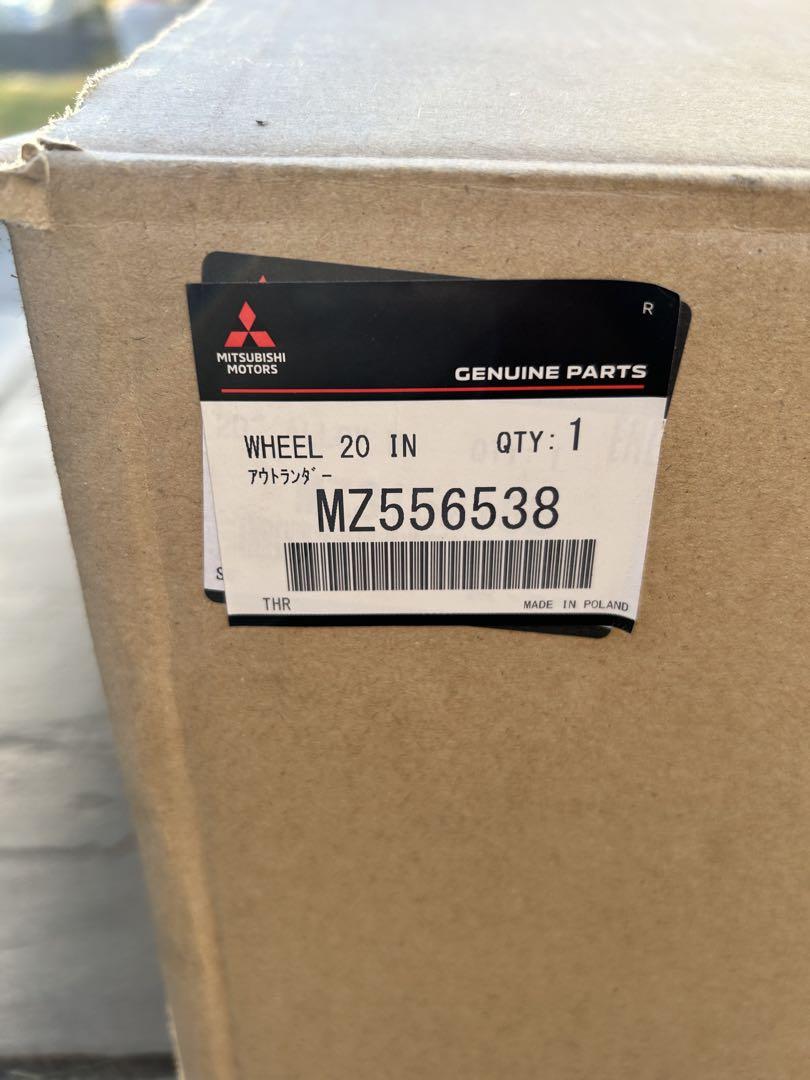 R
MITSUBISHI
MOTORS
GENUINE PARTS
WHEEL 20 IN QTY: 1
アウトランダー
MZ556538
S
THR MADE IN POLAND